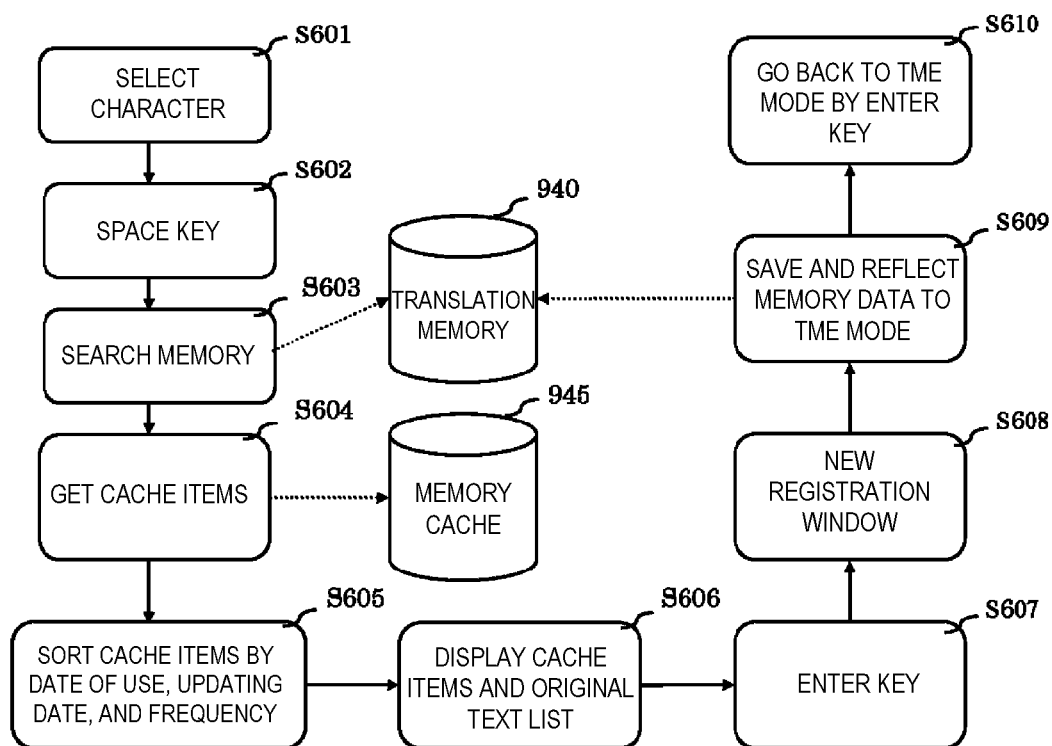 S601
SELECT
CHARACTER
S602
SPACE KEY
S603
SEARCH MEMORY
S604
GET CACHE ITEMS
S605
SORT CACHE ITEMS BY
DATE OF USE, UPDATING
DATE, AND FREQUENCY
940
TRANSLATION
MEMORY
945
MEMORY
CACHE
S606
DISPLAY CACHE
ITEMS AND ORIGINAL
TEXT LIST
S607
ENTER KEY
S608
NEW
REGISTRATION
WINDOW
S609
SAVE AND REFLECT
MEMORY DATA TO
TME MODE
S610
GO BACK TO TME
MODE BY ENTER
KEY